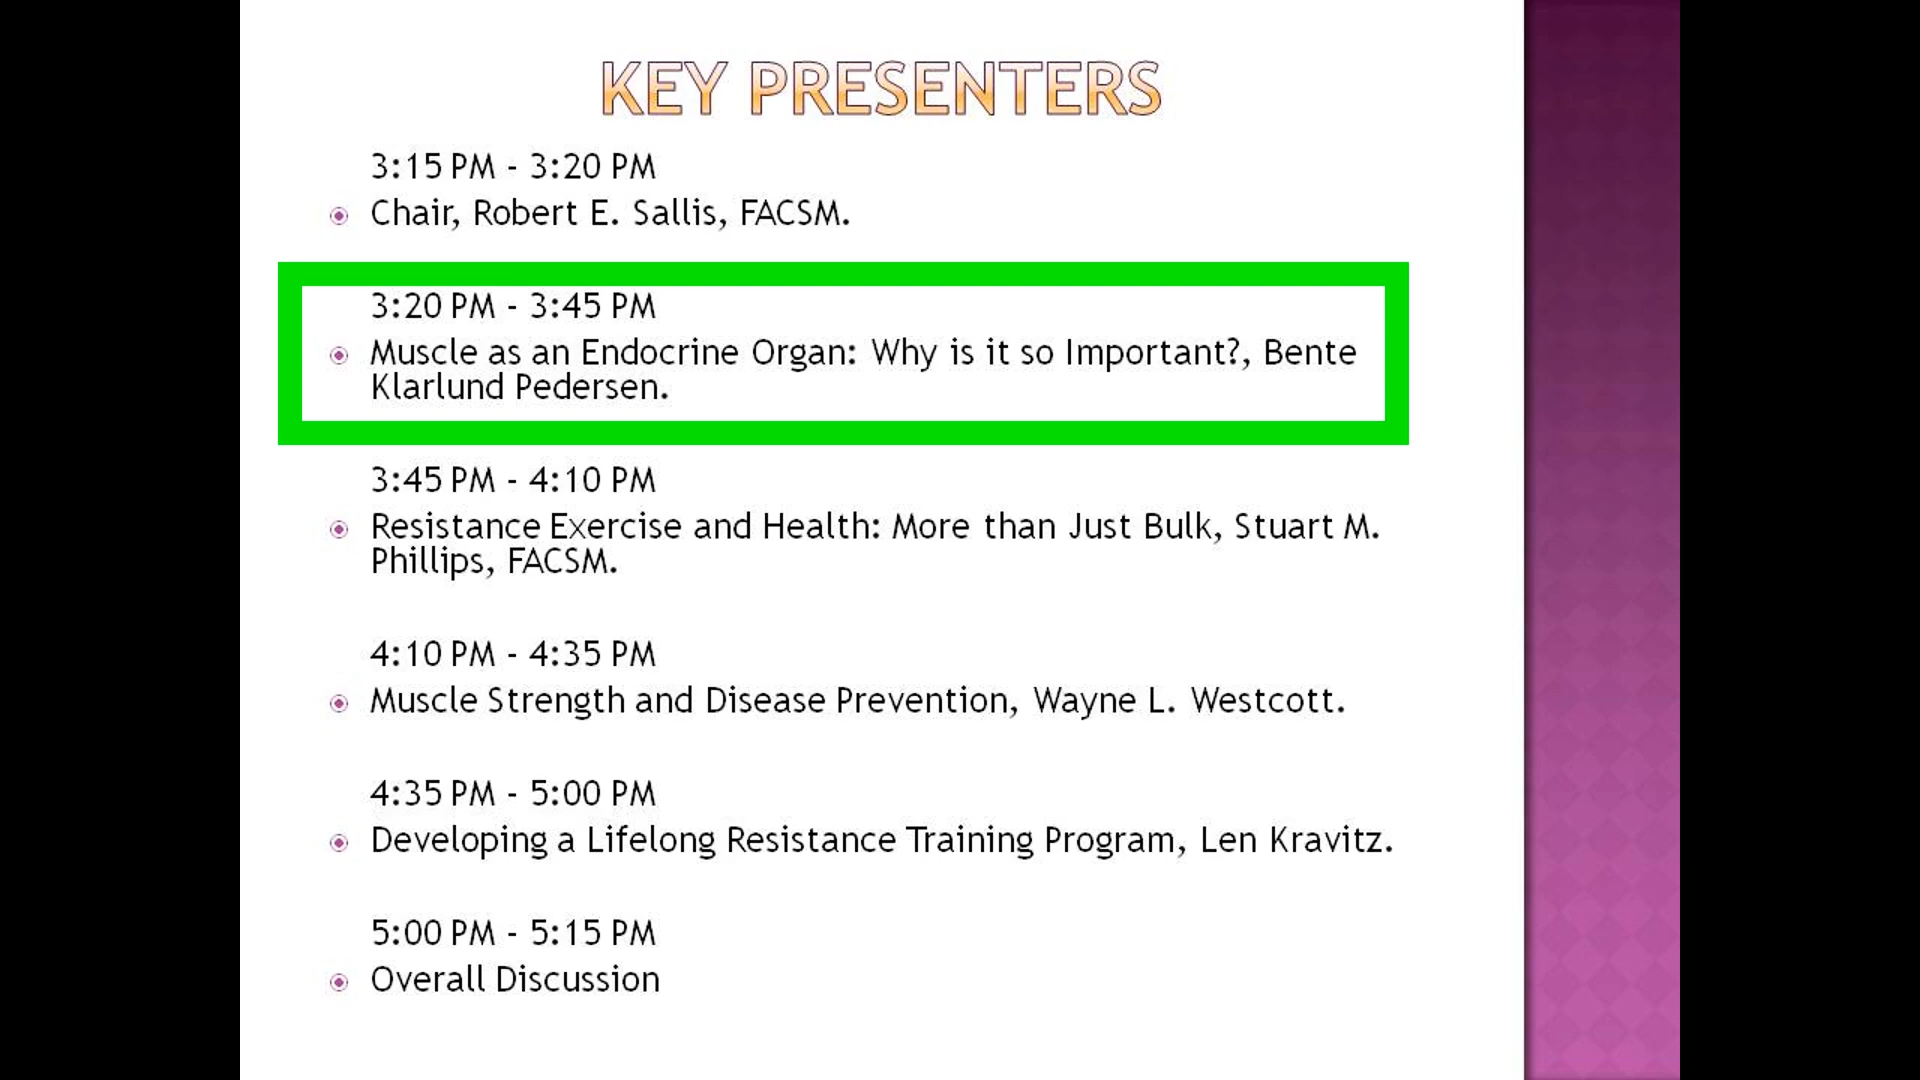 KEY PRESENTERS
3:15 PM - 3:20 PM
Chair, Robert E. Sallis, FACSM.
3:20 PM - 3:45 PM
Muscle as an Endocrine Organ: Why is it so Important?, Bente
Klarlund Pedersen.
3:45 PM - 4:10 PM
Resistance Exercise and Health: More than Just Bulk, Stuart M.
Phillips, FACSM.
4:10 PM - 4:35 PM
Muscle Strength and Disease Prevention, Wayne L. Westcott.
4:35 PM - 5:00 PM
Developing a Lifelong Resistance Training Program, Len Kravitz.
5:00 PM - 5:15 PM
Overall Discussion